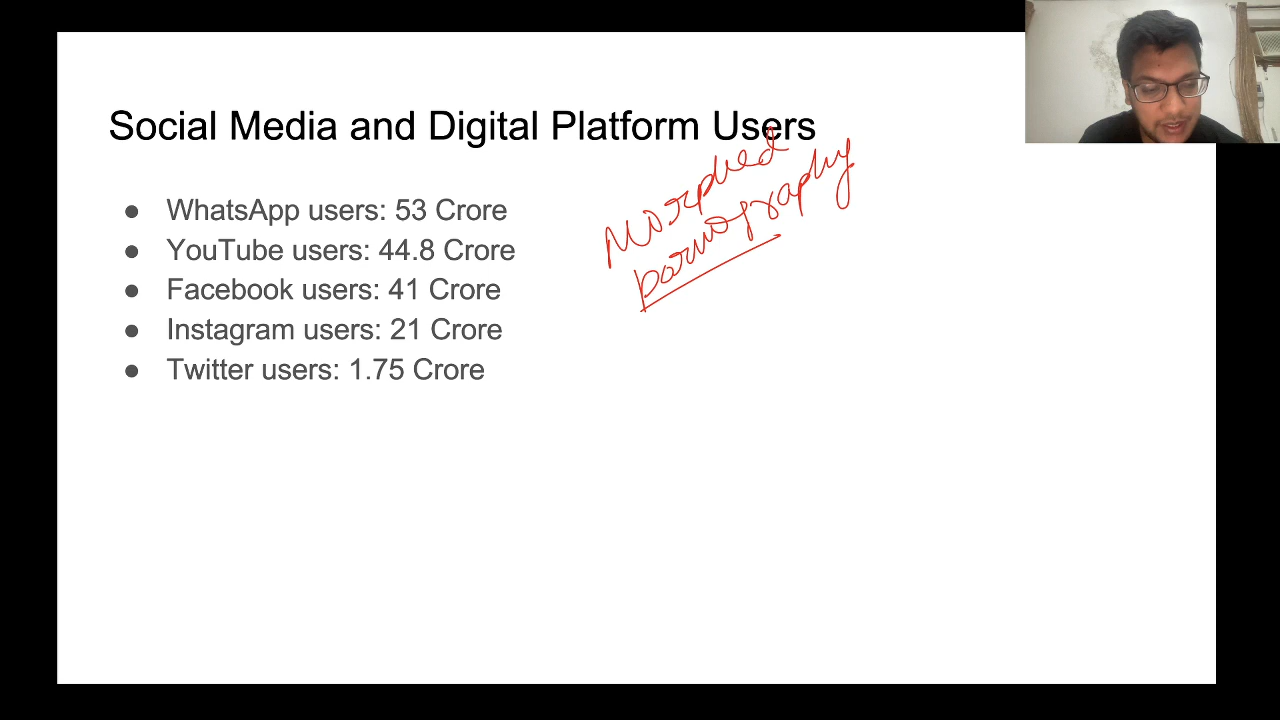 Social Media and Digital Platform Users
● WhatsApp users: 53 Crore
● YouTube users: 44.8 Crore
● Facebook users: 41 Crore
● Instagram users: 21 Crore
● Twitter users: 1.75 Crore
Morphed
pornography